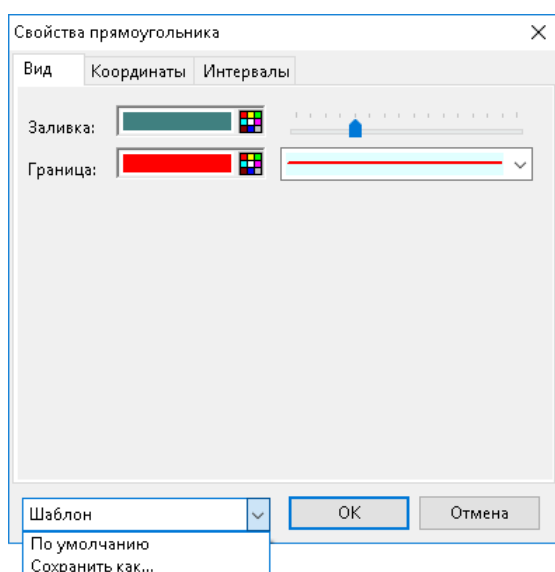 Свойства прямоугольника
Вид Координаты Интервалы
Заливка:
Граница:
Шаблон OK Отмена
По умолчанию
Сохранить как...